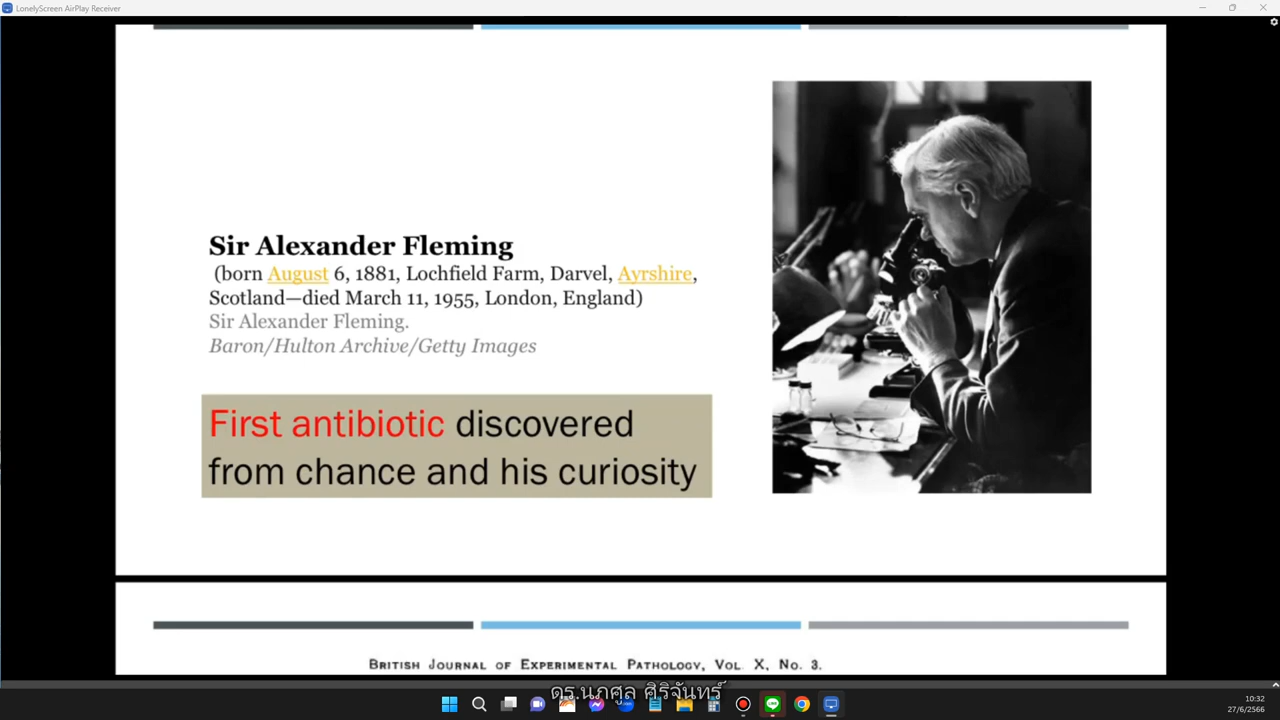 LonelyScreen AirPlay Receiver
Sir Alexander Fleming
(born August 6, 1881, Lochfield Farm, Darvel, Ayrshire,
Scotland—died March 11, 1955, London, England)
Sir Alexander Fleming.
Baron/Hulton Archive/Getty Images
First antibiotic discovered
from chance and his curiosity
British Journal of Experimental Pathology, Vol. X, No. 3.
ดร.นภศูล ศิริจันทร์
10:32
27/6/2566